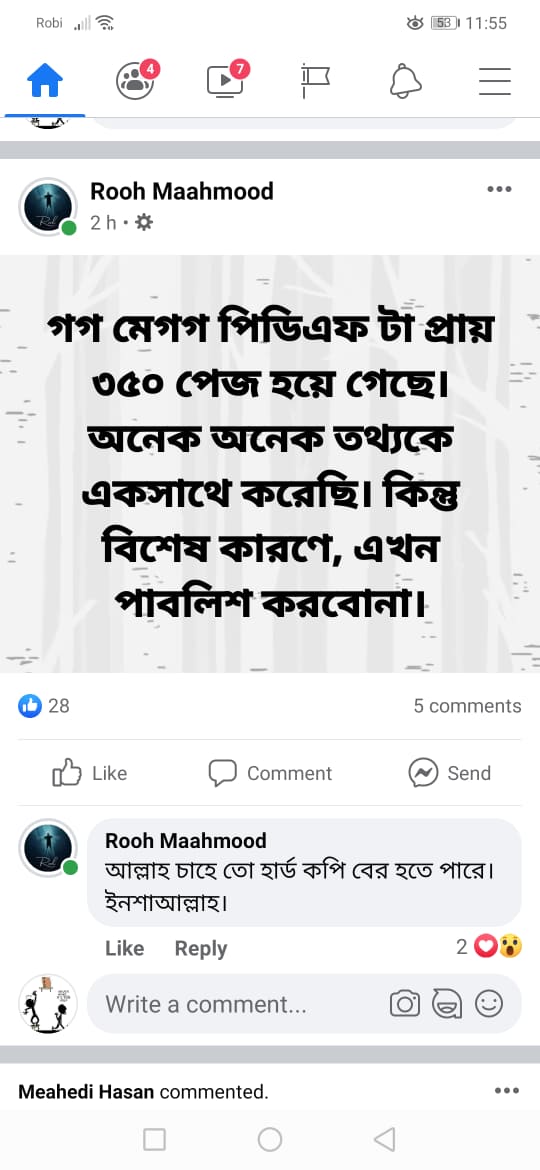 Robi 53 11:55
4 7
Rooh Maahmood
2 h
গগ মেগগ পিডিএফ টা প্রায়
৩৫০ পেজ হয়ে গেছে।
অনেক অনেক তথ্যকে
একসাথে করেছি। কিন্তু
বিশেষ কারণে, এখন
পাবলিশ করবোনা।
28 5 comments
Like Comment Send
Rooh Maahmood
আল্লাহ চাহে তো হার্ড কপি বের হতে পারে।
ইনশাআল্লাহ।
Like Reply 2
Write a comment...
Meahedi Hasan commented.